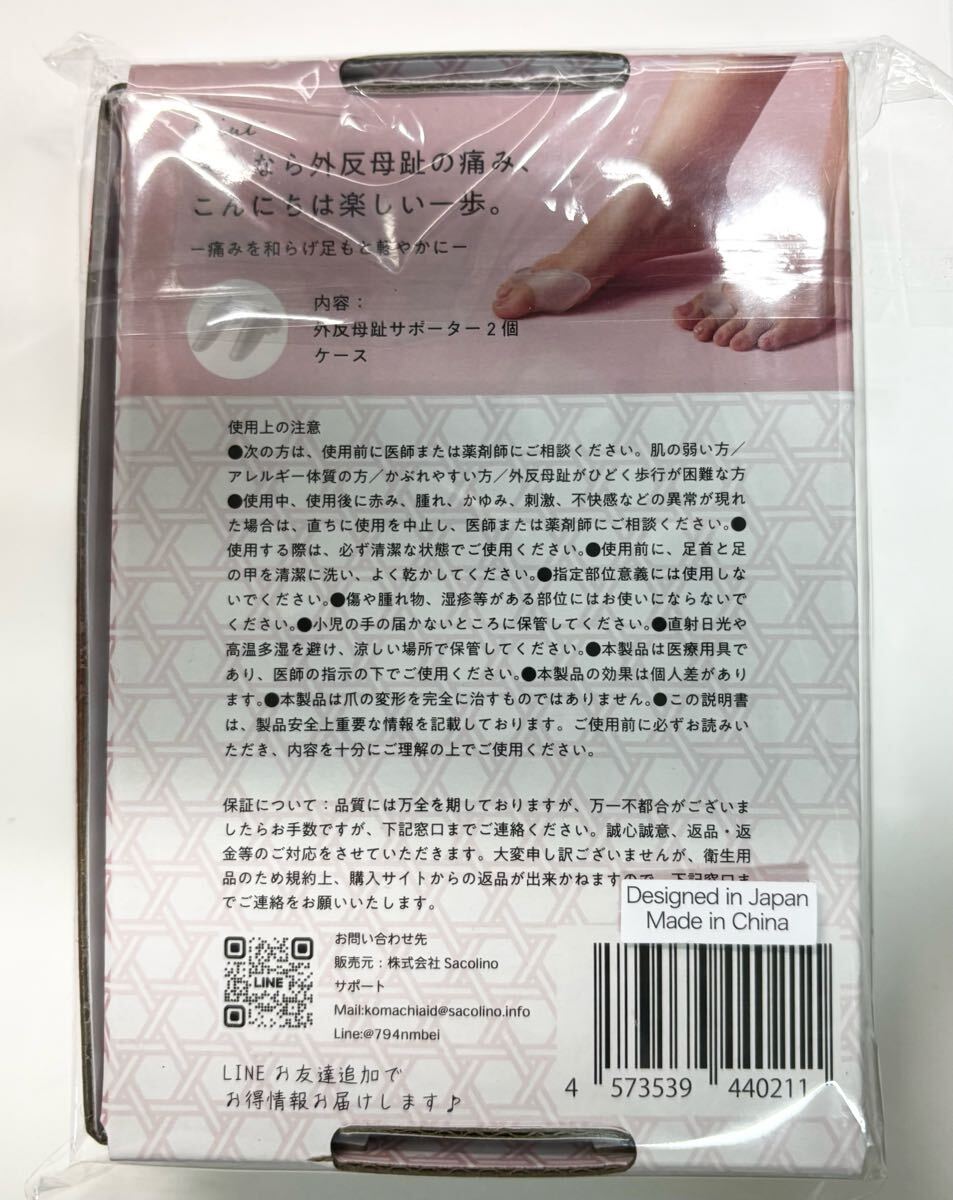 なら外反母趾の痛み、
こんにちは楽しい一歩。
ー痛みを和らげ足もと軽やかにー
内容：
外反母趾サポーター2個
ケース
使用上の注意
●次の方は、使用前に医師または薬剤師にご相談ください。肌の弱い方／
アレルギー体質の方／かぶれやすい方／外反母趾がひどく歩行が困難な方
●使用中、使用後に赤み、腫れ、かゆみ、刺激、不快感などの異常が現れ
た場合は、直ちに使用を中止し、医師または薬剤師にご相談ください。●
使用する際は、必ず清潔な状態でご使用ください。●使用前に、足首と足
の甲を清潔に洗い、よく乾かしてください。●指定部位意義には使用しな
いでください。●傷や腫れ物、湿疹等がある部位にはお使いにならないで
ください。●小児の手の届かないところに保管してください。●直射日光や
高温多湿を避け、涼しい場所で保管してください。●本製品は医療用具で
あり、医師の指示の下でご使用ください。●本製品の効果は個人差があり
ます。●本製品は爪の変形を完全に治すものではありません。●この説明書
は、製品安全上重要な情報を記載しております。ご使用前に必ずお読みい
ただき、内容を十分にご理解の上でご使用ください。
保証について：品質には万全を期しておりますが、万一不都合がございま
したらお手数ですが、下記窓口までご連絡ください。誠心誠意、返品・返
金等のご対応をさせていただきます。大変申し訳ございませんが、衛生用
品のため規約上、購入サイトからの返品が出来かねますので、下記窓口ま
でご連絡をお願いいたします。
Designed in Japan
Made in China
LINE
お問い合わせ先
販売元：株式会社Sacolino
サポート
Mail:komachiaid@sacolino.info
Line:@794nmbei
LINEお友達追加で
お得情報お届けします♪
4 573539 440211